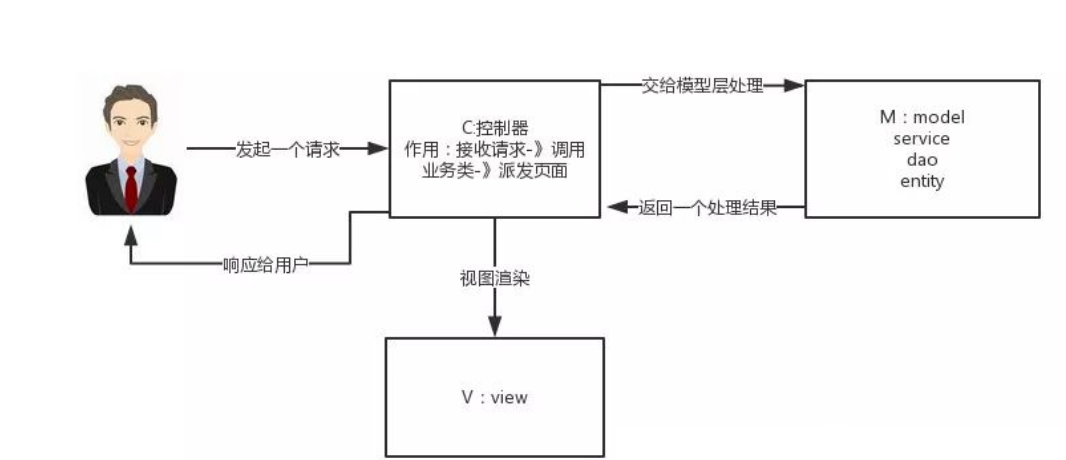 交给模型层处理
C:控制器
作用：接收请求-》调用
业务类-》派发页面
M：model
service
dao
entity
发起一个请求
返回一个处理结果
响应给用户
视图渲染
V：view